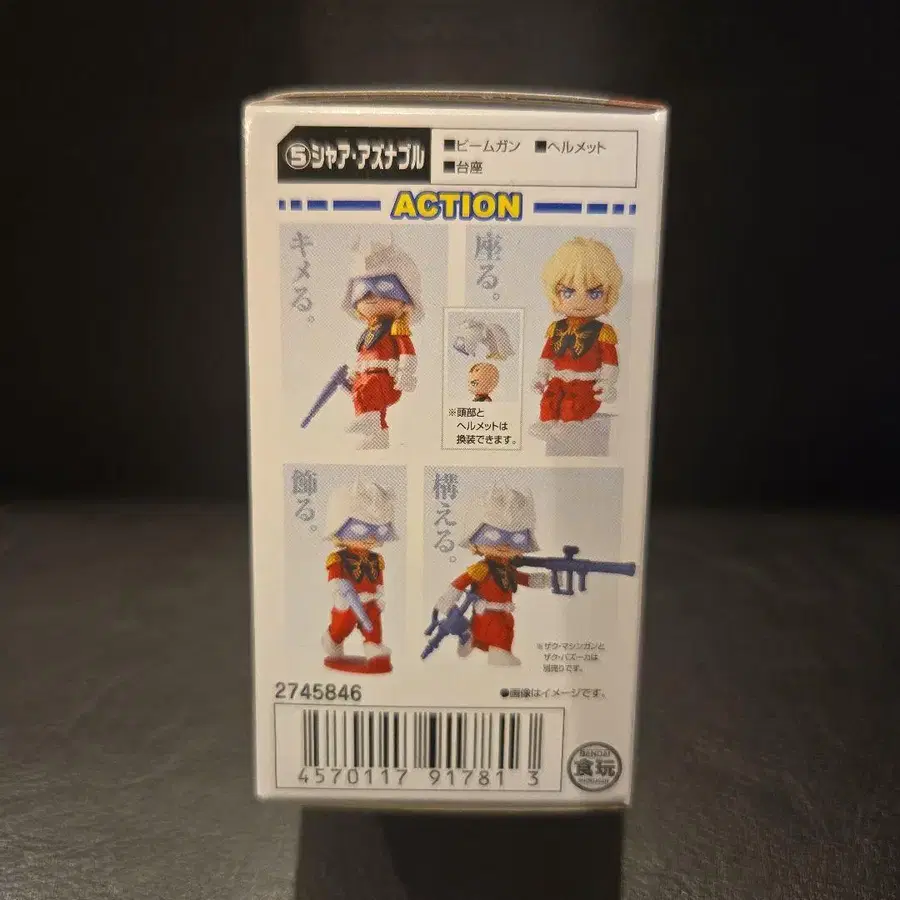 ⑤シャア・アズナブル
■ビームガン ■ヘルメット
■台座
ACTION
キメる。
座る。
※頭部と
ヘルメットは
換装できます。
飾る。
構える。
※ザク・マシンガンと
ザク・バズーカは
別売りです。
2745846
●画像はイメージです。
4570117 917813
BANDAI
食玩